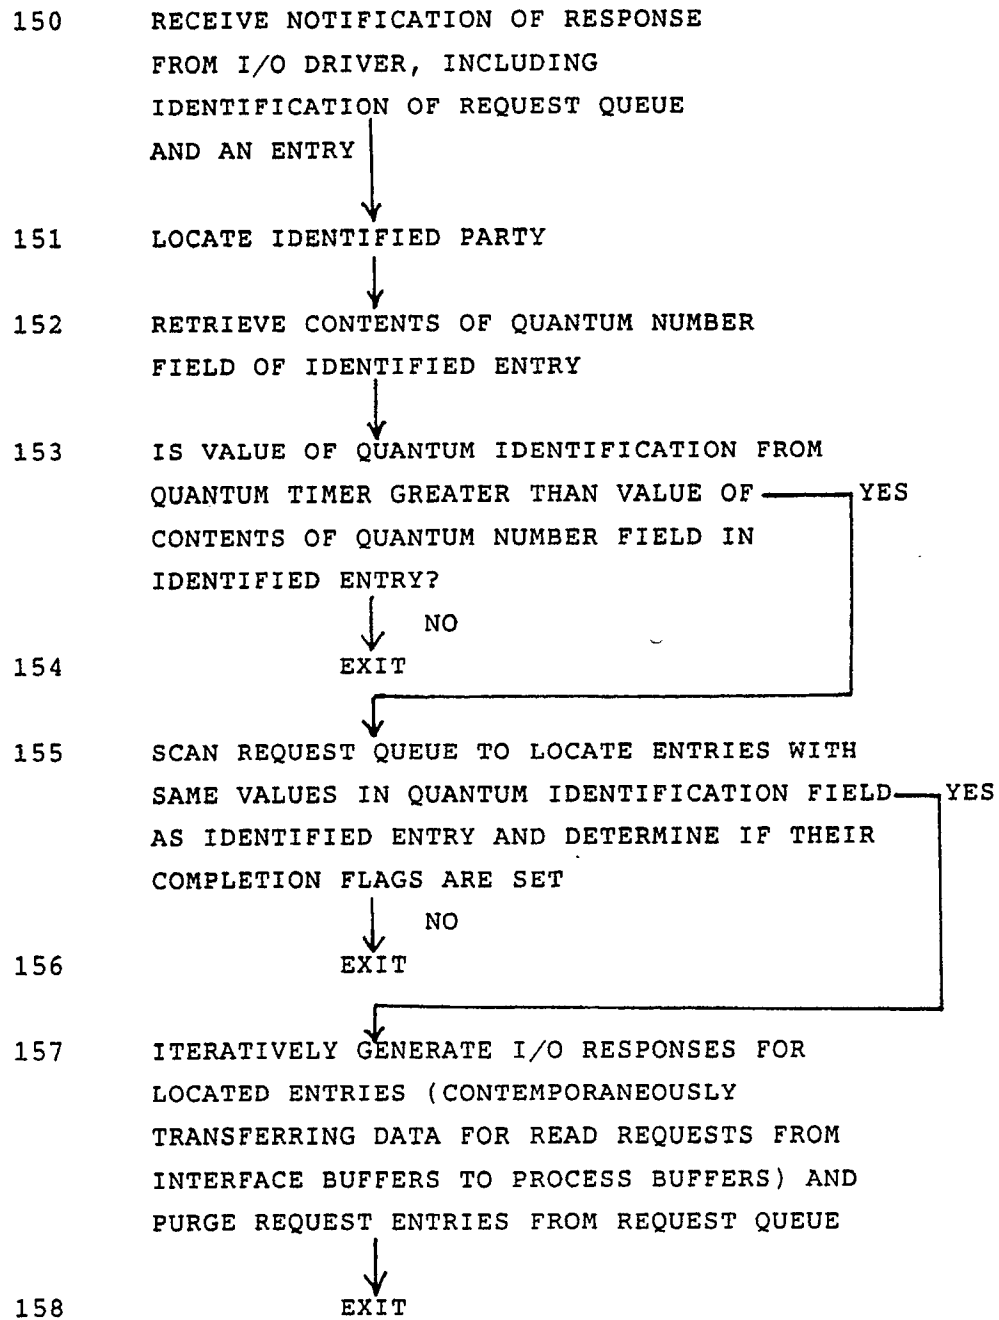 150 RECEIVE NOTIFICATION OF RESPONSE
FROM I/O DRIVER, INCLUDING
IDENTIFICATION OF REQUEST QUEUE
AND AN ENTRY
151 LOCATE IDENTIFIED PARTY
152 RETRIEVE CONTENTS OF QUANTUM NUMBER
FIELD OF IDENTIFIED ENTRY
153 IS VALUE OF QUANTUM IDENTIFICATION FROM
QUANTUM TIMER GREATER THAN VALUE OF YES
CONTENTS OF QUANTUM NUMBER FIELD IN
IDENTIFIED ENTRY?
NO
154 EXIT
155 SCAN REQUEST QUEUE TO LOCATE ENTRIES WITH
SAME VALUES IN QUANTUM IDENTIFICATION FIELD YES
AS IDENTIFIED ENTRY AND DETERMINE IF THEIR
COMPLETION FLAGS ARE SET
NO
156 EXIT
157 ITERATIVELY GENERATE I/O RESPONSES FOR
LOCATED ENTRIES (CONTEMPORANEOUSLY
TRANSFERRING DATA FOR READ REQUESTS FROM
INTERFACE BUFFERS TO PROCESS BUFFERS) AND
PURGE REQUEST ENTRIES FROM REQUEST QUEUE
158 EXIT